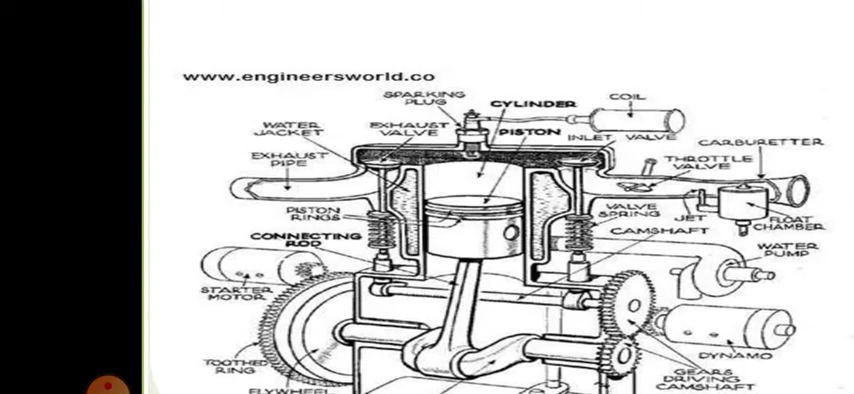 www.engineersworld.co
SPARKING
PLUG
CYLINDER
COIL
WATER
JACKET
EXHAUST
VALVE
PISTON
INLET VALVE
CARBURETTER
EXHAUST
PIPE
THROTTLE
VALVE
PISTON
RINGS
VALVE
SPRING
JET
FLOAT
CHAMBER
CONNECTING
ROD
CAMSHAFT
WATER
PUMP
STARTER
MOTOR
DYNAMO
TOOTHED
RING
GEARS
DRIVING
CAMSHAFT
FLYWHEEL